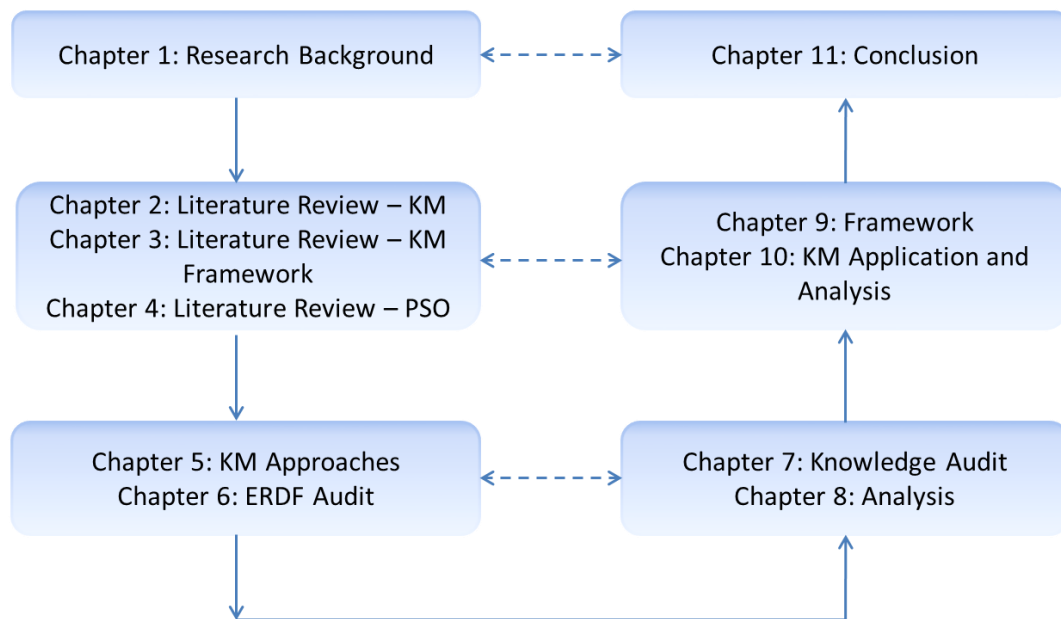 Chapter 1: Research Background
Chapter 11: Conclusion
Chapter 2: Literature Review – KM
Chapter 3: Literature Review – KM
Framework
Chapter 4: Literature Review – PSO
Chapter 9: Framework
Chapter 10: KM Application and
Analysis
Chapter 5: KM Approaches
Chapter 6: ERDF Audit
Chapter 7: Knowledge Audit
Chapter 8: Analysis